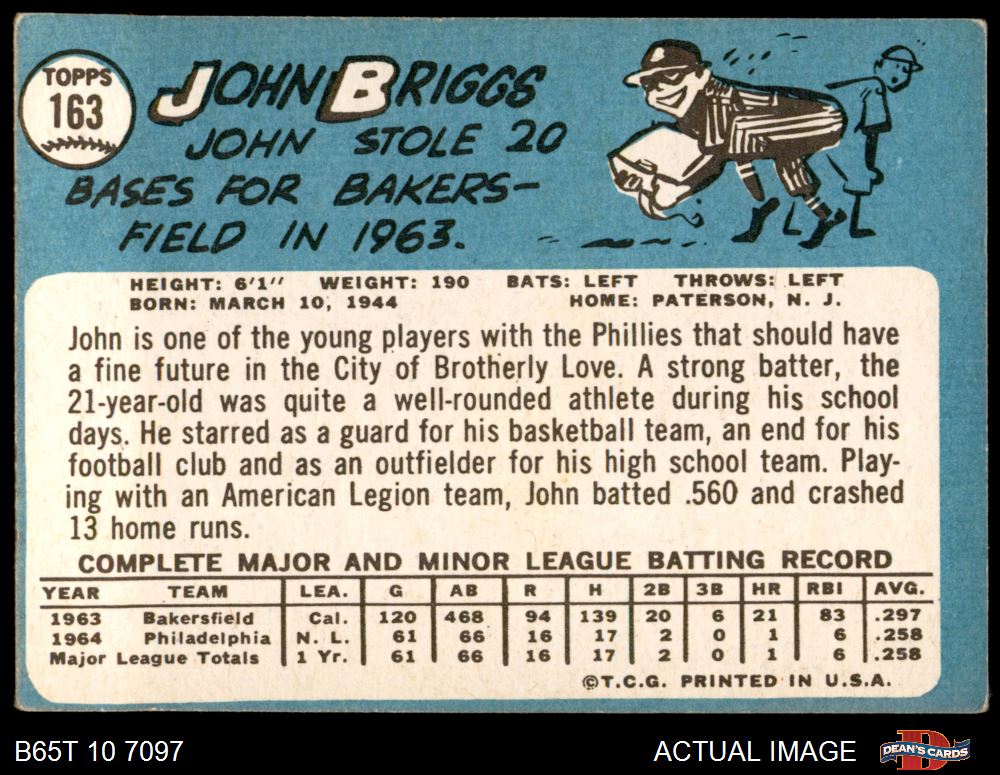 TOPPS
163
JOHN BRIGGS
JOHN STOLE 20
BASES FOR BAKERS-
FIELD IN 1963.
HEIGHT: 6'1" WEIGHT: 190 BATS: LEFT THROWS: LEFT
BORN: MARCH 10, 1944 HOME: PATERSON, N. J.
John is one of the young players with the Phillies that should have
a fine future in the City of Brotherly Love. A strong batter, the
21-year-old was quite a well-rounded athlete during his school
days. He starred as a guard for his basketball team, an end for his
football club and as an outfielder for his high school team. Play-
ing with an American Legion team, John batted .560 and crashed
13 home runs.
COMPLETE MAJOR AND MINOR LEAGUE BATTING RECORD
YEAR TEAM LEA. G AB R H 2B 3B HR RBI AVG.
1963 Bakersfield Cal. 120 468 94 139 20 6 21 83 .297
1964 Philadelphia N. L. 61 66 16 17 2 0 1 6 .258
Major League Totals 1 Yr. 61 66 16 17 2 0 1 6 .258
©T.C.G. PRINTED IN U.S.A.
B65T 10 7097 ACTUAL IMAGE DEAN'S CARDS